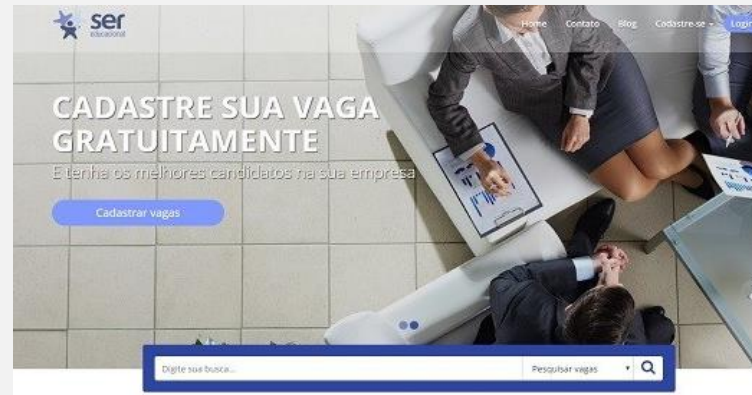 ser
educacional
Home Contato Blog Cadastre-se Login
CADASTRE SUA VAGA
GRATUITAMENTE
E tenha os melhores candidatos na sua empresa
Cadastrar vagas
Digite sua busca... Pesquisar vagas